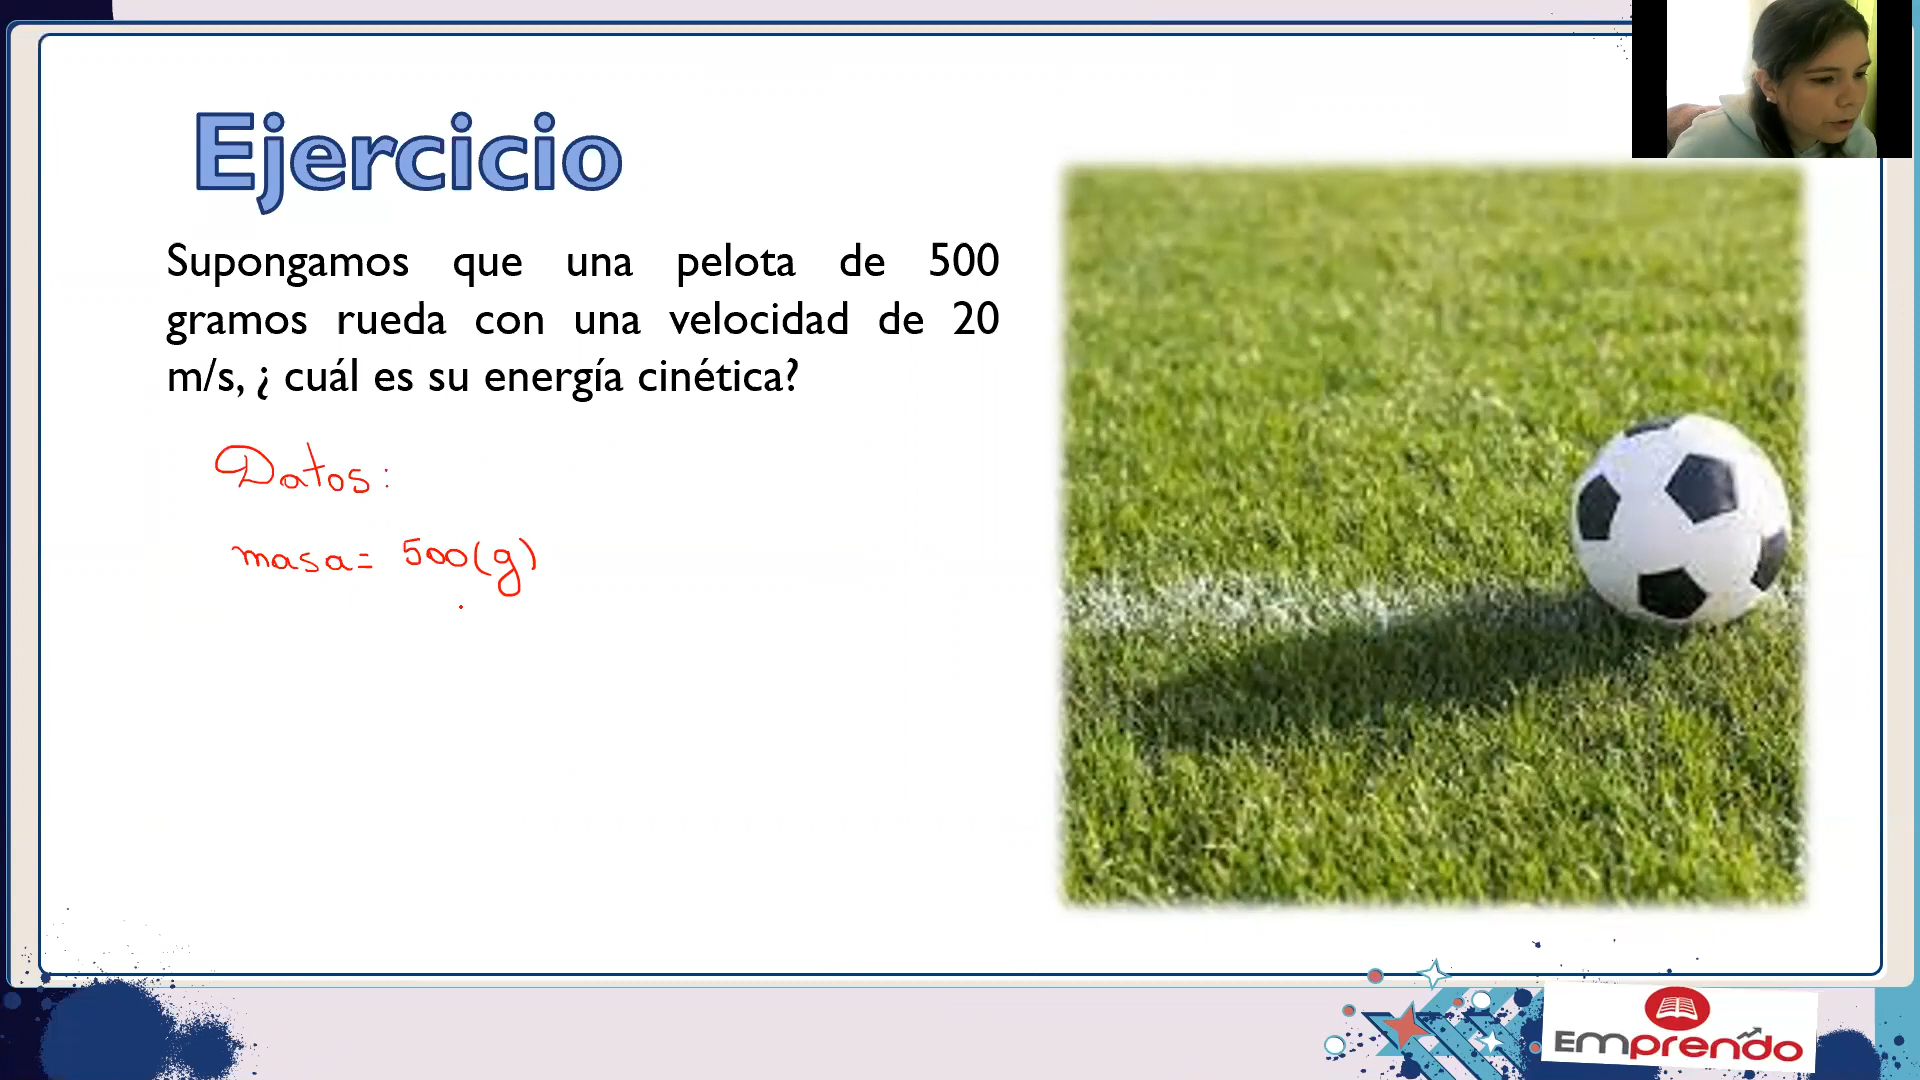 Ejercicio
Supongamos que una pelota de 500
gramos rueda con una velocidad de 20
m/s, ¿ cuál es su energía cinética?
Datos:
masa= 500(g)
Emprendo